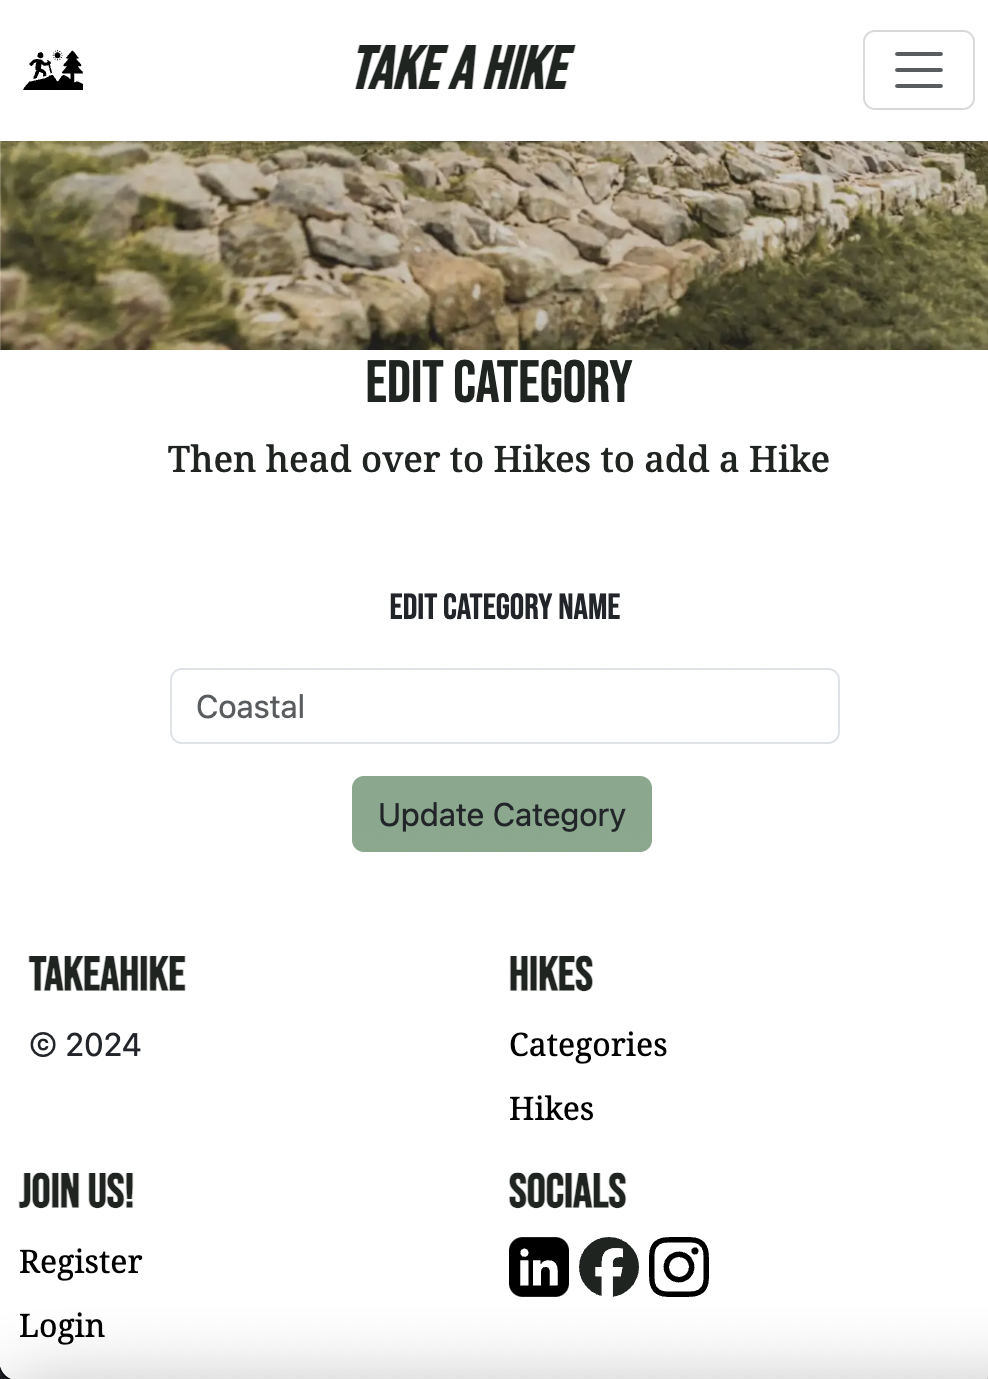 TAKE A HIKE
EDIT CATEGORY
Then head over to Hikes to add a Hike
EDIT CATEGORY NAME
Coastal
Update Category
TAKEAHIKE
© 2024
HIKES
Categories
Hikes
JOIN US!
Register
Login
SOCIALS
in